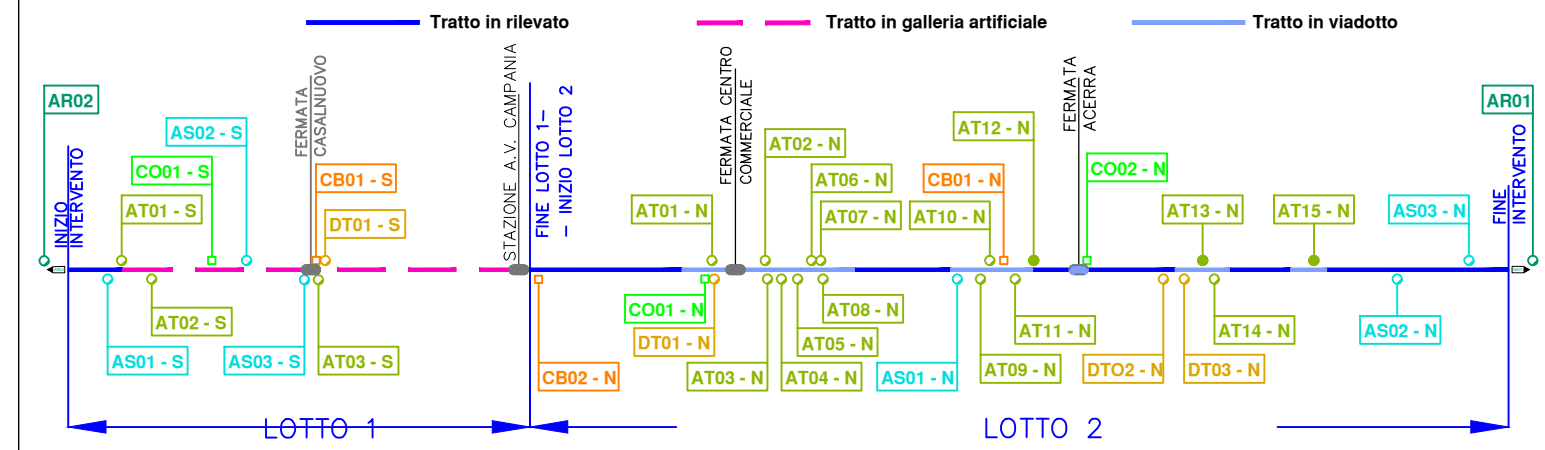 Tratto in rilevato
Tratto in galleria artificiale
Tratto in viadotto
AR02
INIZIO
INTERVENTO
AS02 - S
CO01 - S
AT01 - S
FERMATA
CASALNUOVO
CB01 - S
DT01 - S
STAZIONE A.V. CAMPANIA
FINE LOTTO 1-
- INIZIO LOTTO 2
AT01 - N
FERMATA CENTRO
COMMERCIALE
AT02 - N
AT06 - N
AT07 - N
AT12 - N
CB01 - N
AT10 - N
FERMATA
ACERRA
CO02 - N
AT13 - N
AT15 - N
AS03 - N
AR01
FINE
INTERVENTO
AT02 - S
AS01 - S
AS03 - S
AT03 - S
CB02 - N
CO01 - N
DT01 - N
AT03 - N
AT04 - N
AT05 - N
AT08 - N
AS01 - N
AT09 - N
AT11 - N
DTO2 - N
DT03 - N
AT14 - N
AS02 - N
LOTTO 1
LOTTO 2